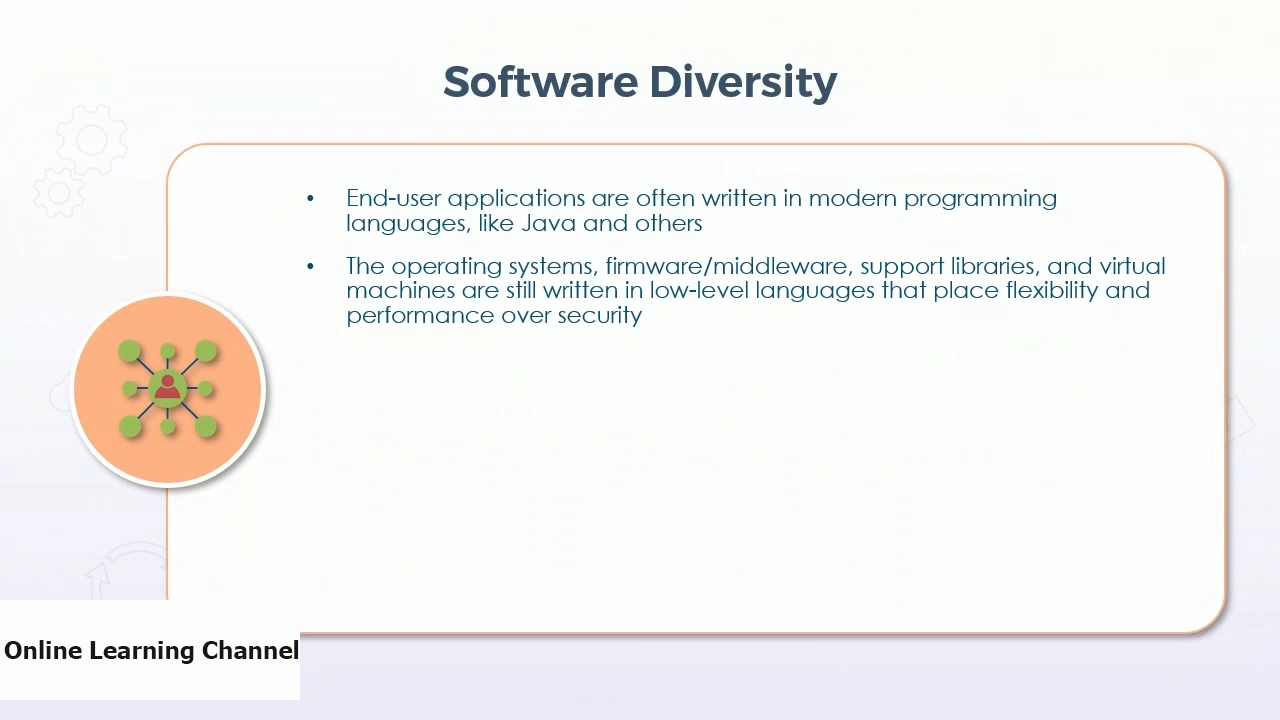 Software Diversity
• End-user applications are often written in modern programming
languages, like Java and others
• The operating systems, firmware/middleware, support libraries, and virtual
machines are still written in low-level languages that place flexibility and
performance over security
Online Learning Channel